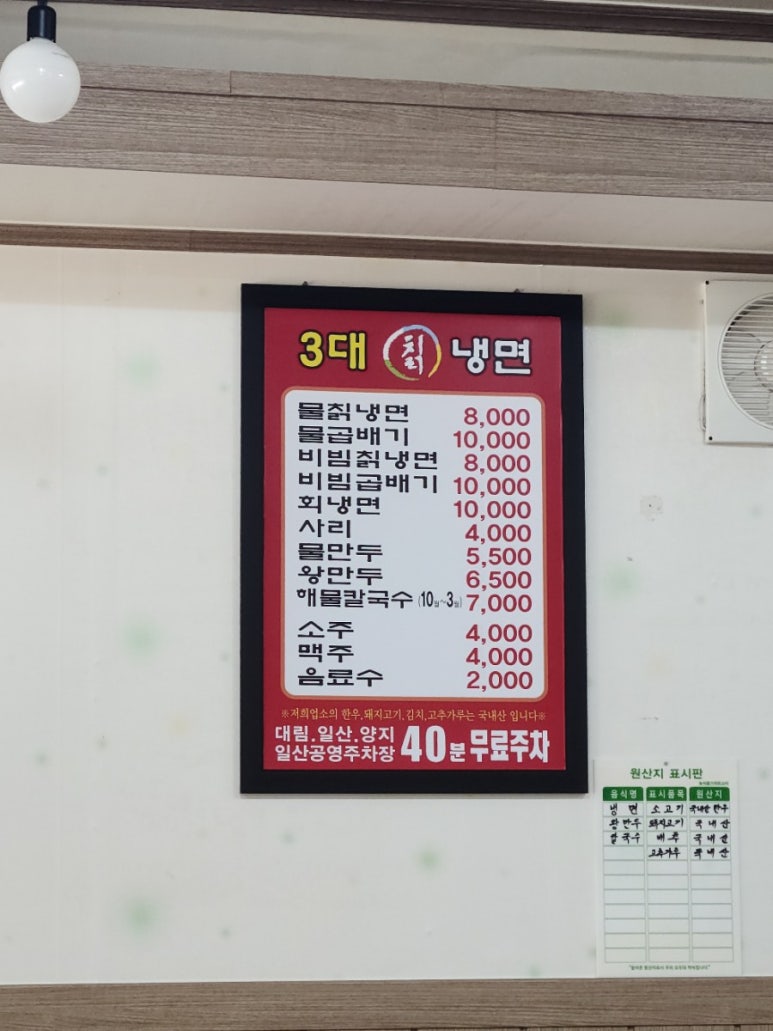 3대 칡 냉면
물칡냉면 8,000
물곱배기 10,000
비빔칡냉면 8,000
비빔곱배기 10,000
회냉면 10,000
사리 4,000
물만두 5,500
왕만두 6,500
해물칼국수 (10월~3월) 7,000
소주 4,000
맥주 4,000
음료수 2,000
※저희업소의 한우,돼지고기,김치,고추가루는 국내산 입니다※
대림.일산.양지
일산공영주차장 40분 무료주차
원산지 표시판
음식명 표시품목 원산지
냉면 소고기 국내산한우
왕만두 돼지고기 국내산
칼국수 배추 국내산
고추가루 국내산